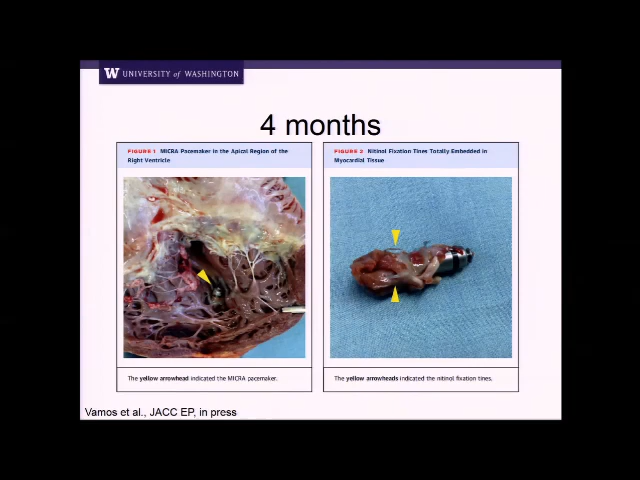 W UNIVERSITY of WASHINGTON
4 months
FIGURE 1 MICRA Pacemaker in the Apical Region of the
Right Ventricle
The yellow arrowhead indicated the MICRA pacemaker.
FIGURE 2 Nitinol Fixation Tines Totally Embedded in
Myocardial Tissue
The yellow arrowheads indicated the nitinol fixation tines.
Vamos et al., JACC EP, in press